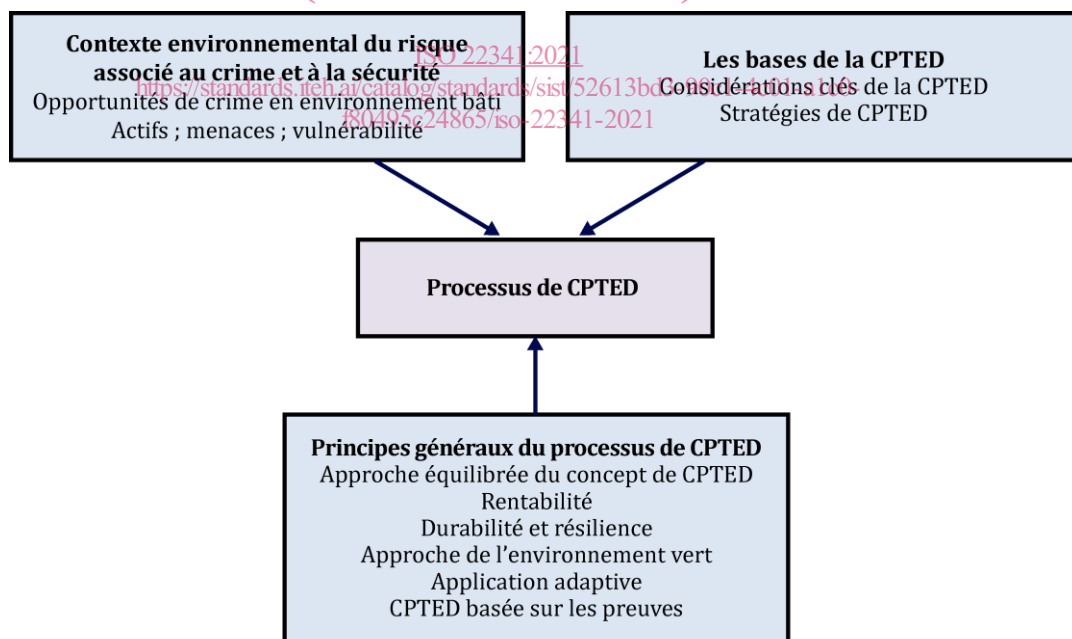 Contexte environnemental du risque
associé au crime et à la sécurité
Opportunités de crime en environnement bâti
Actifs ; menaces ; vulnérabilité
Les bases de la CPTED
Considérations clés de la CPTED
Stratégies de CPTED
ISO 22341:2021
https://standards.iteh.ai/catalog/standards/sist/52613bd
f80495c24865/iso-22341-2021
Processus de CPTED
Principes généraux du processus de CPTED
Approche équilibrée du concept de CPTED
Rentabilité
Durabilité et résilience
Approche de l’environnement vert
Application adaptive
CPTED basée sur les preuves